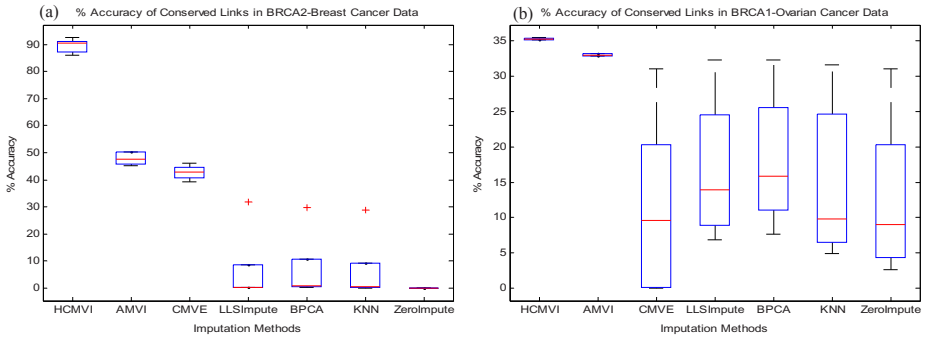 (a)
% Accuracy of Conserved Links in BRCA2-Breast Cancer Data
90
80
70
60
50
40
30
20
10
0
% Accuracy
HCMVI AMVI CMVE LLSImpute BPCA KNN ZeroImpute
Imputation Methods
(b)
% Accuracy of Conserved Links in BRCA1-Ovarian Cancer Data
35
30
25
20
15
10
5
0
% Accuracy
HCMVI AMVI CMVE LLSImpute BPCA KNN ZeroImpute
Imputation Methods